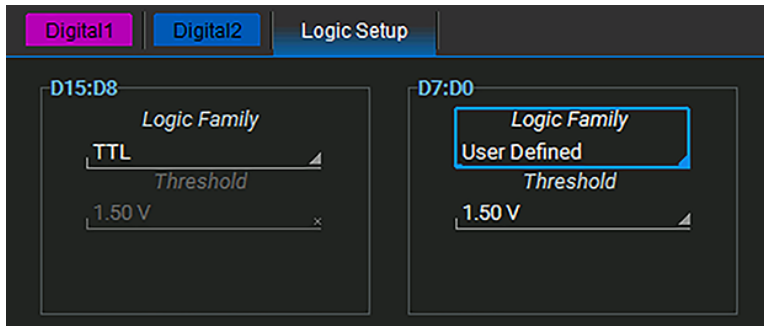 Digital1 Digital2 Logic Setup
D15:D8
Logic Family
TTL
Threshold
1.50 V
D7:D0
Logic Family
User Defined
Threshold
1.50 V